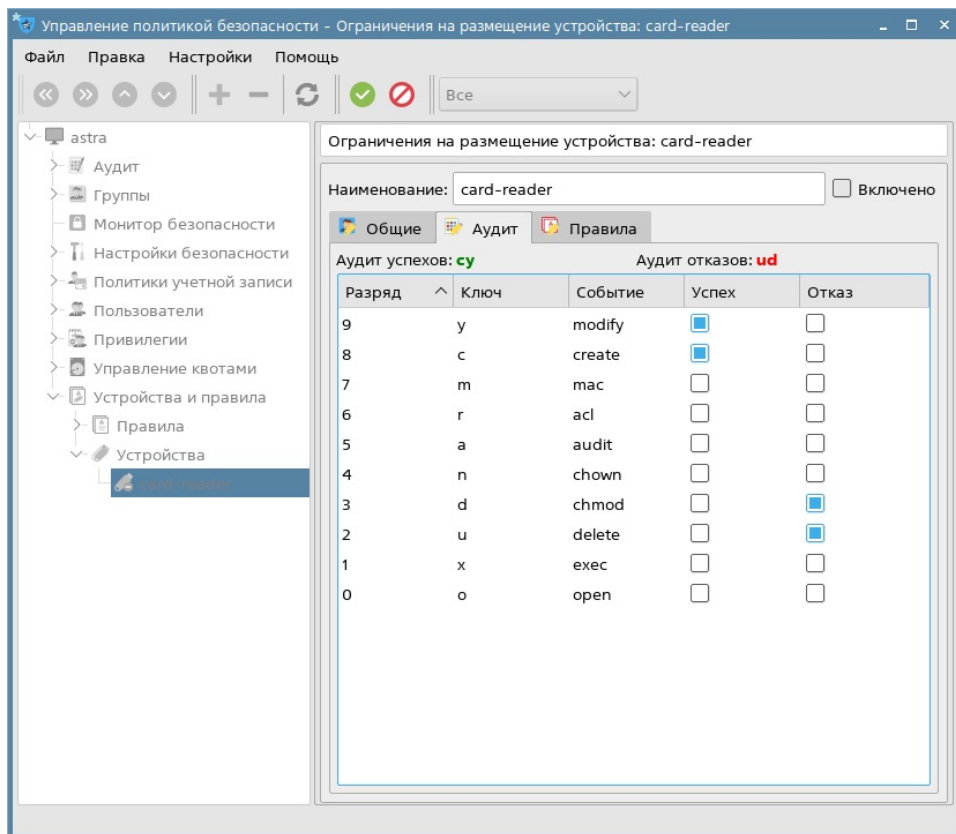 Управление политикой безопасности – Ограничения на размещение устройства: card-reader
Файл Правка Настройки Помощь
Все
astra
Аудит
Группы
Монитор безопасности
Настройки безопасности
Политики учетной записи
Пользователи
Привилегии
Управление квотами
Устройства и правила
Правила
Устройства
card-reader
Ограничения на размещение устройства: card-reader
Наименование: card-reader Включено
Общие Аудит Правила
Аудит успехов: cy Аудит отказов: ud
Разряд Ключ Событие Успех Отказ
9 y modify
8 c create
7 m mac
6 r acl
5 a audit
4 n chown
3 d chmod
2 u delete
1 x exec
0 o open